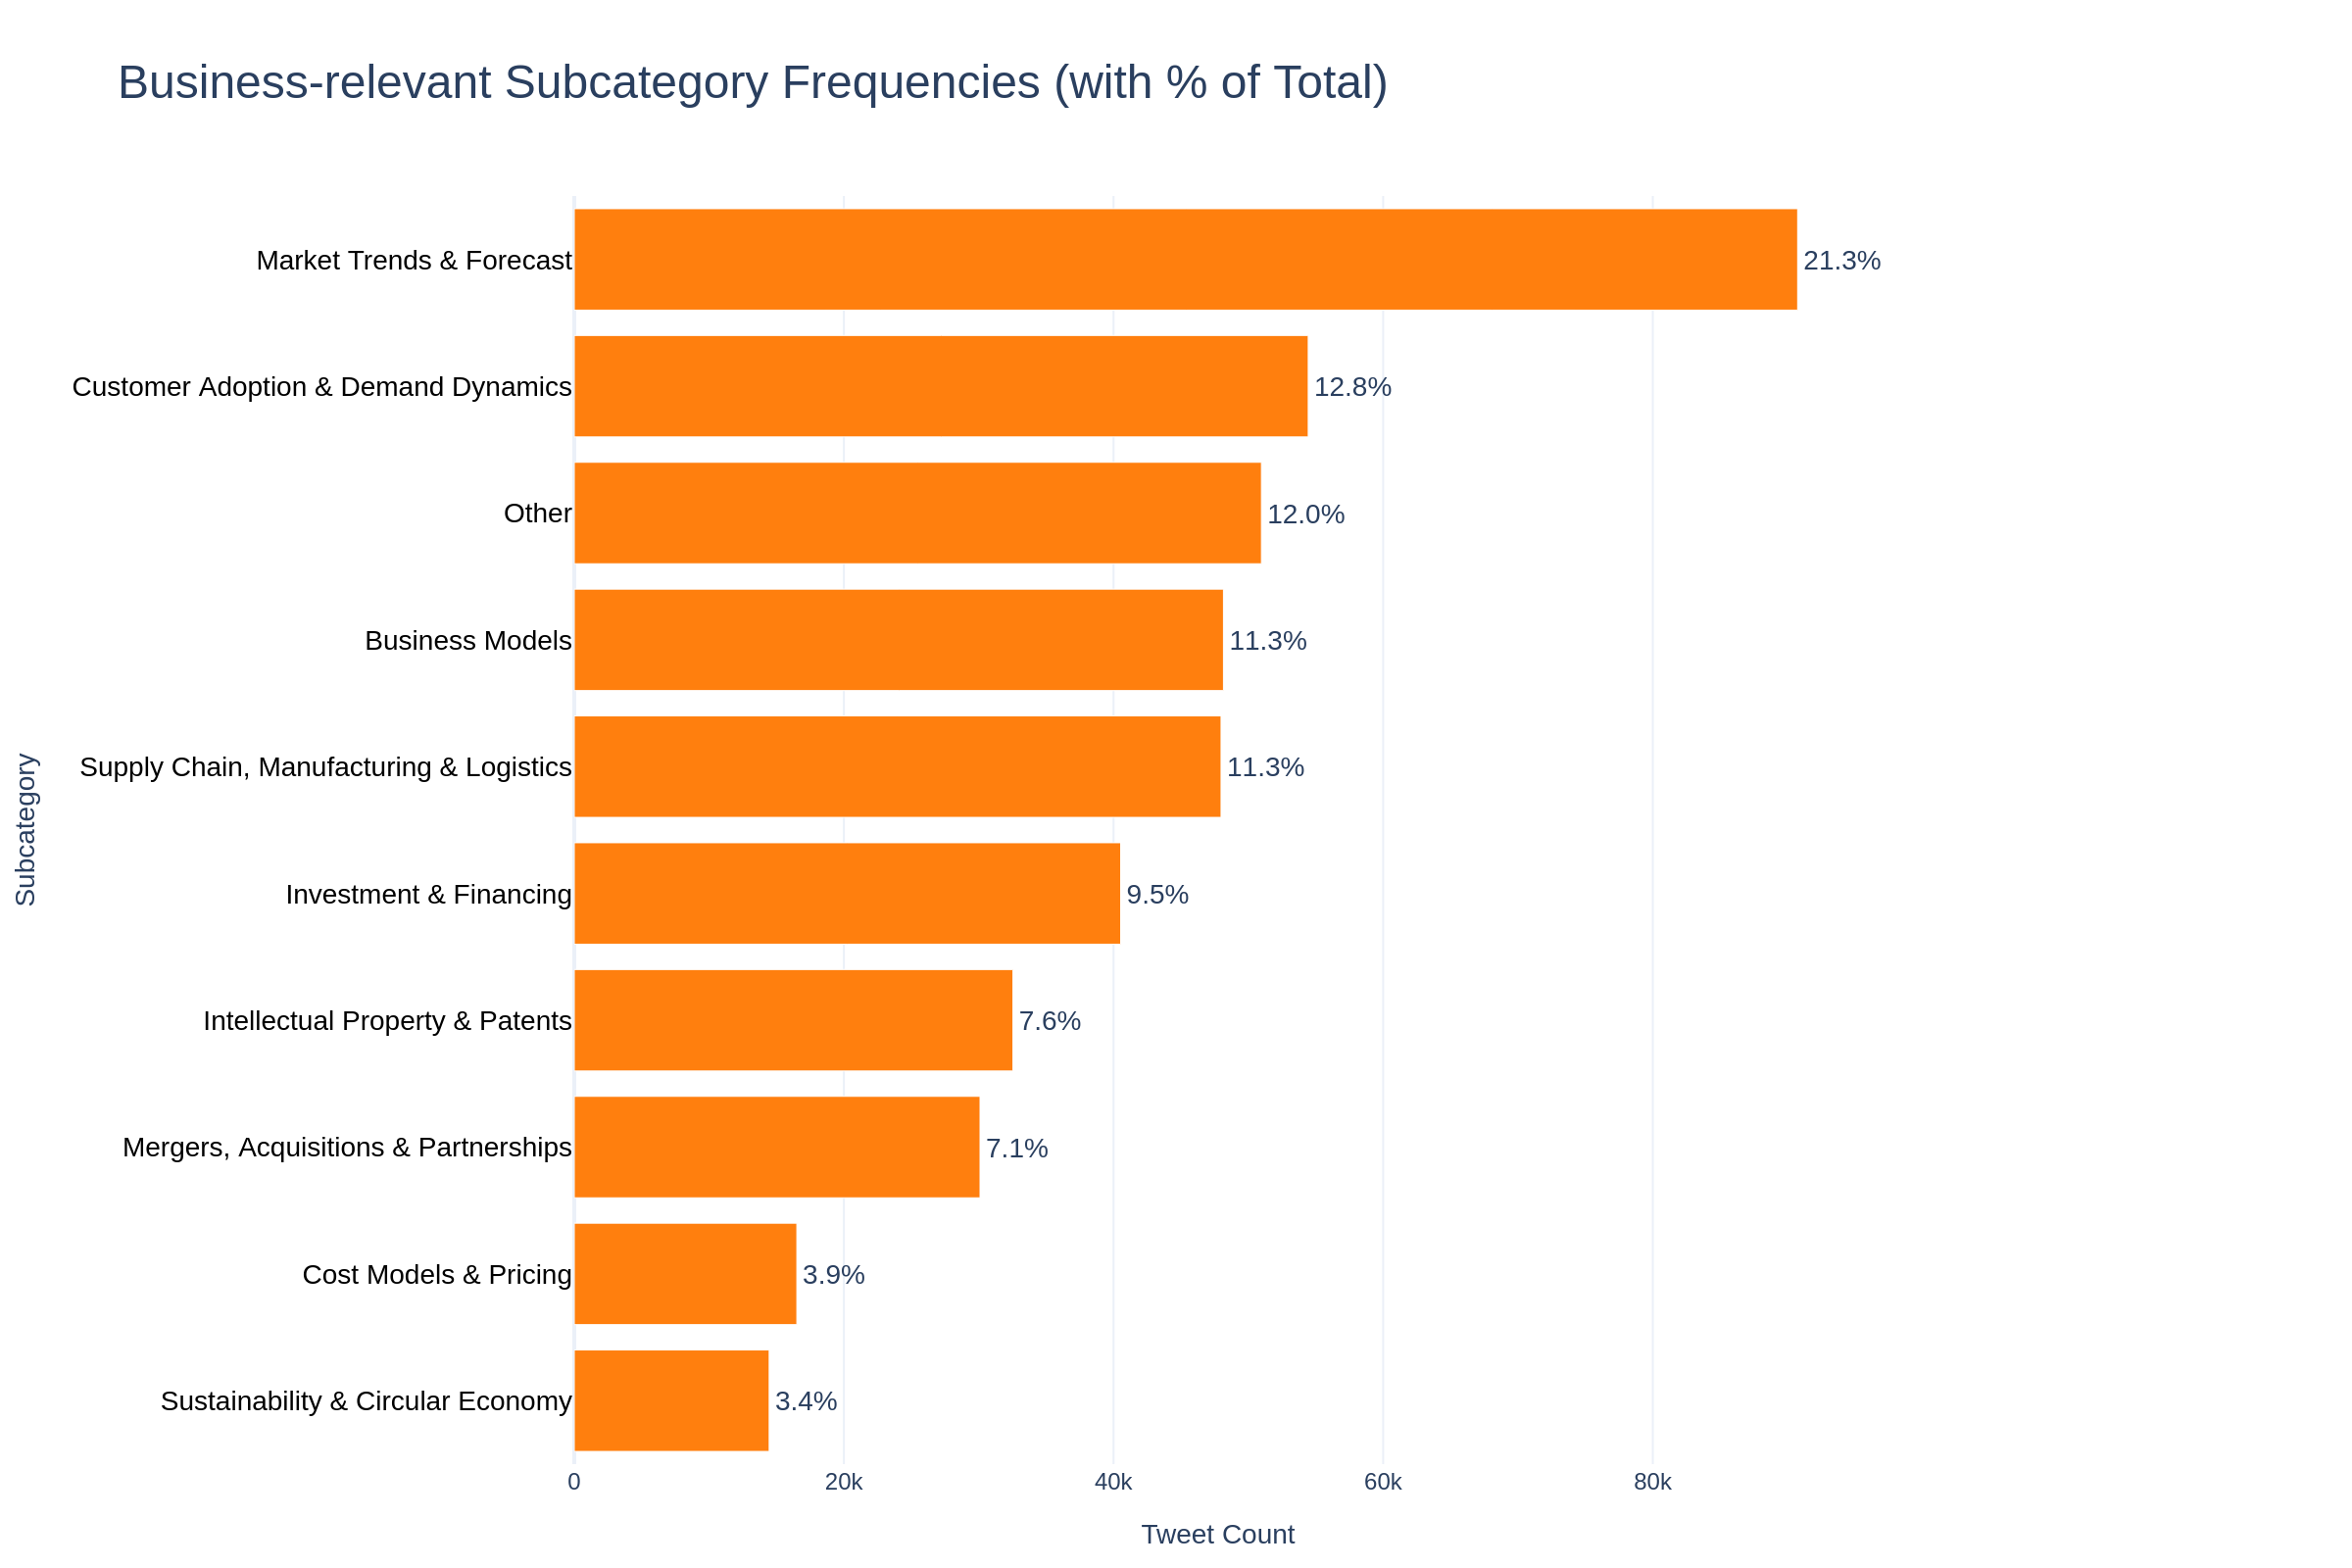 Business-relevant Subcategory Frequencies (with % of Total)
Subcategory
Market Trends & Forecast 21.3%
Customer Adoption & Demand Dynamics 12.8%
Other 12.0%
Business Models 11.3%
Supply Chain, Manufacturing & Logistics 11.3%
Investment & Financing 9.5%
Intellectual Property & Patents 7.6%
Mergers, Acquisitions & Partnerships 7.1%
Cost Models & Pricing 3.9%
Sustainability & Circular Economy 3.4%
0 20k 40k 60k 80k
Tweet Count